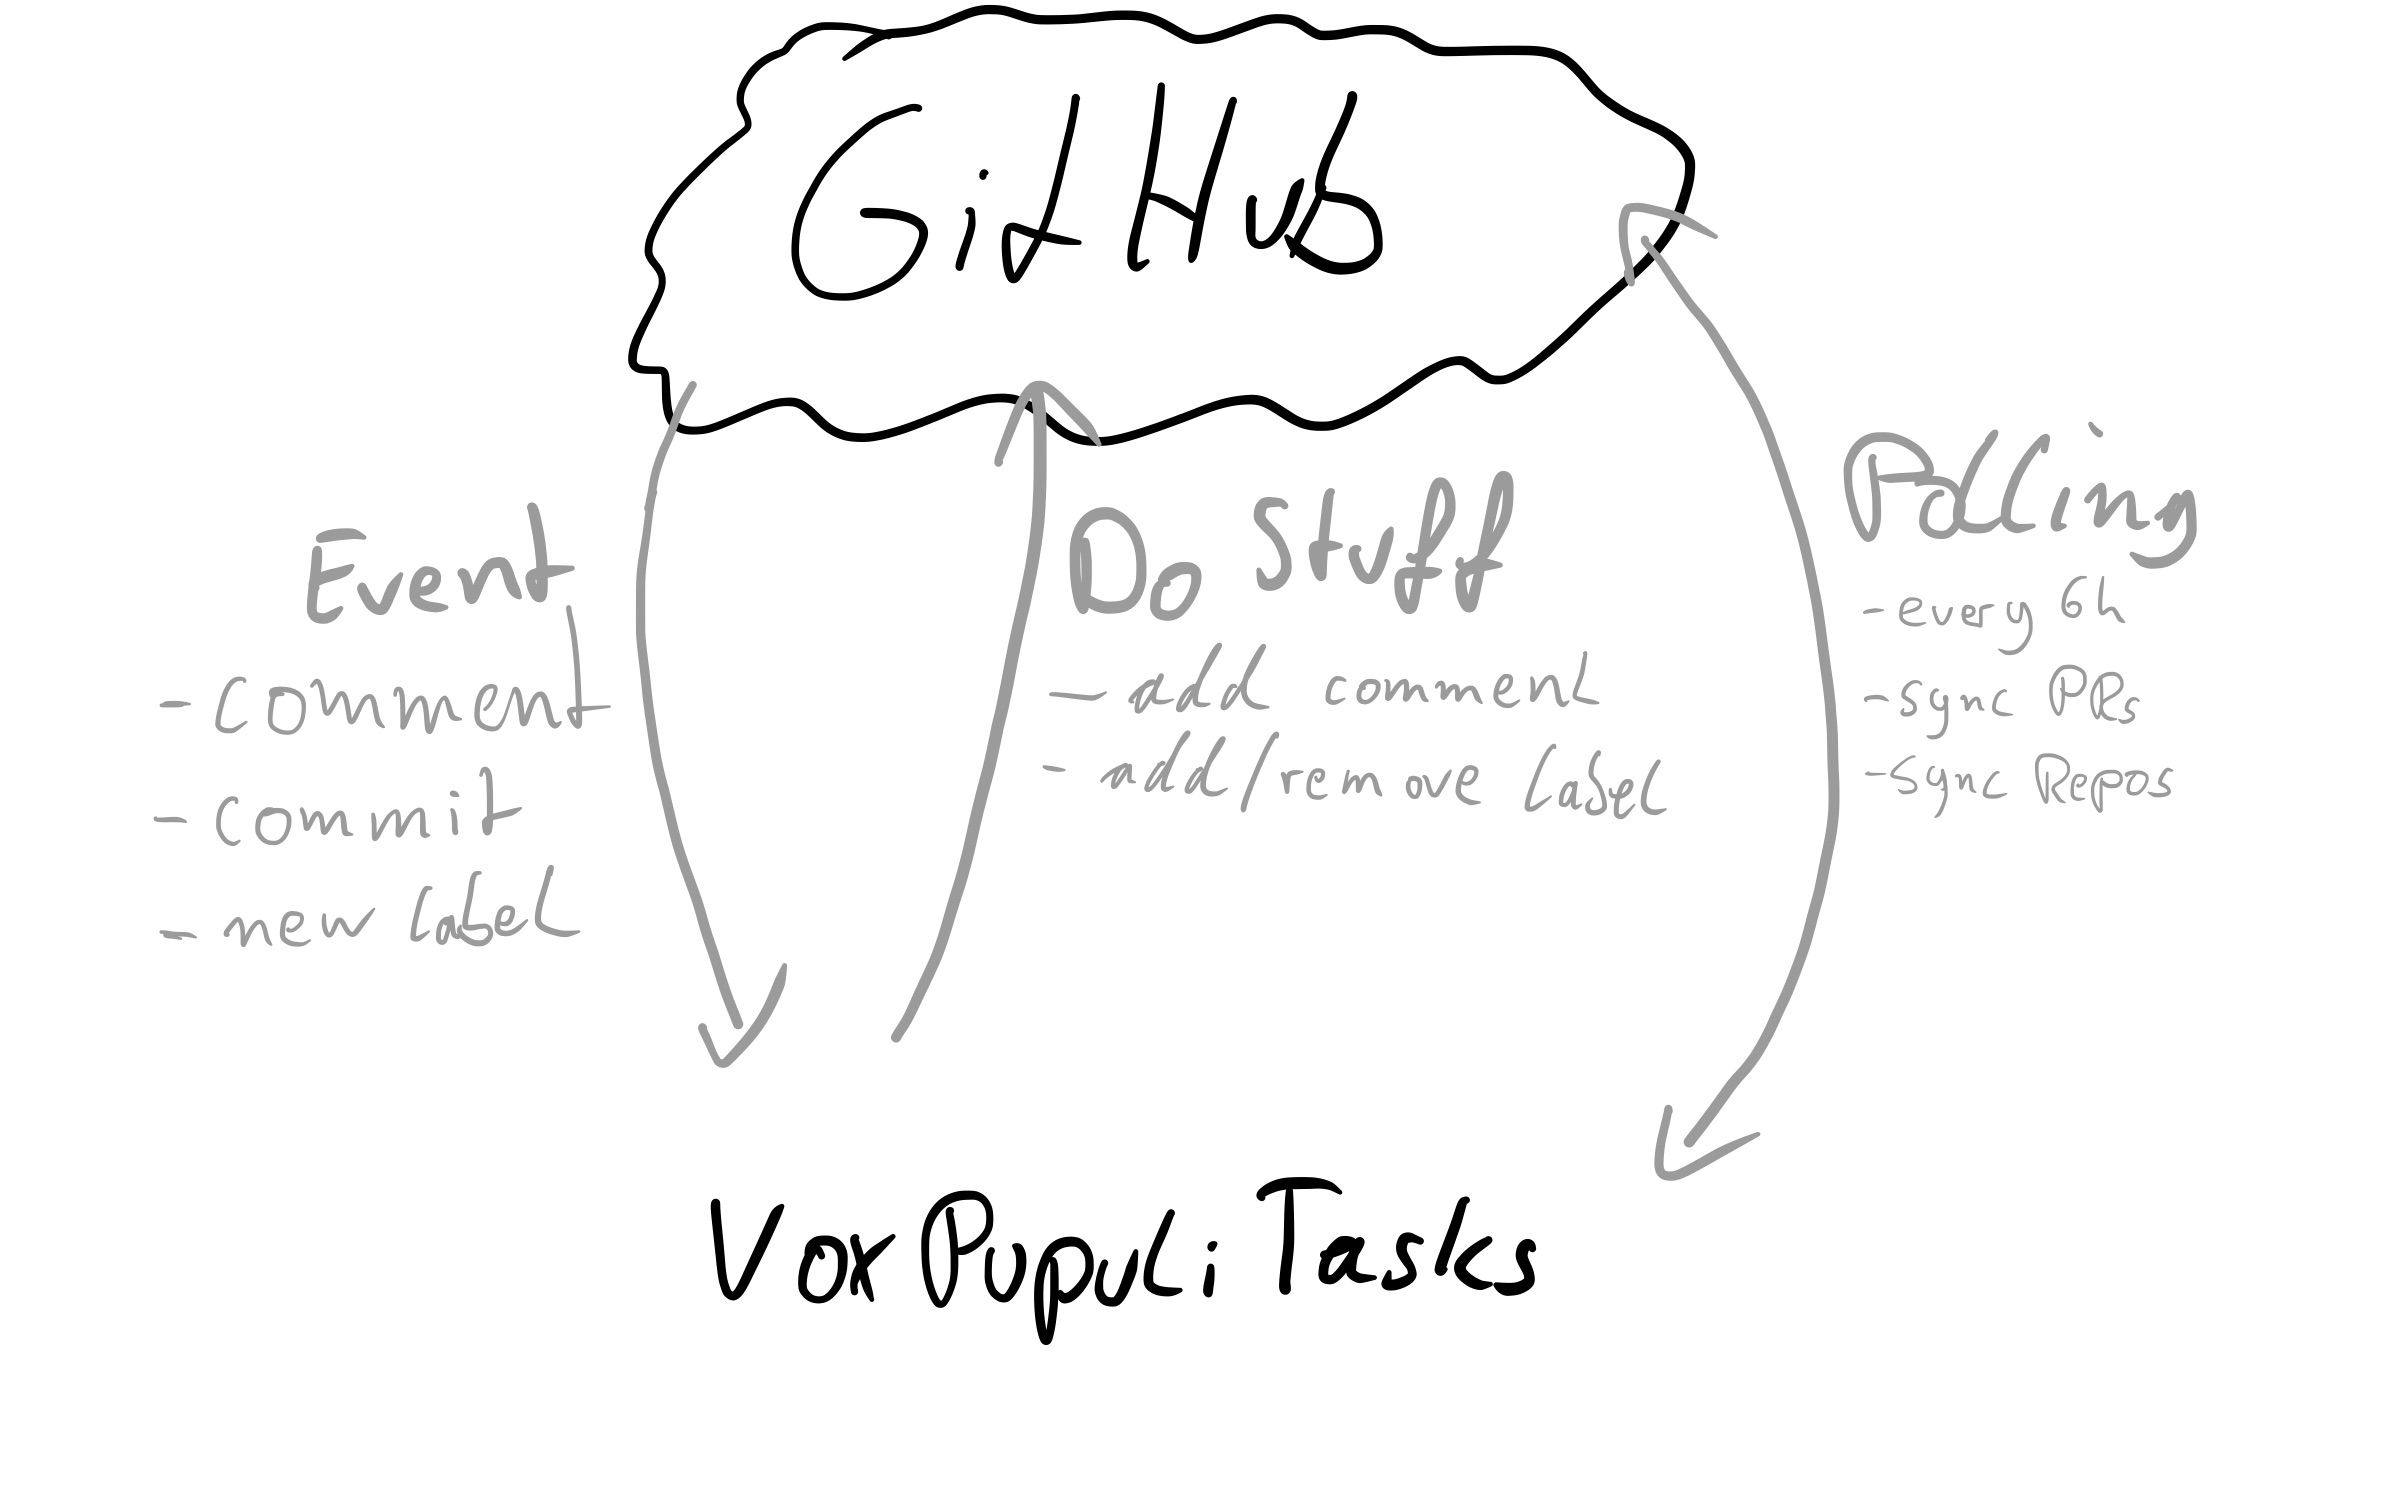 GitHub
Event
- Comment
- Commit
- new label
Do Stuff
- add comment
- add/remove label
Polling
- every 6h
- sync PRs
- Sync Repos
Vox Pupuli Tasks